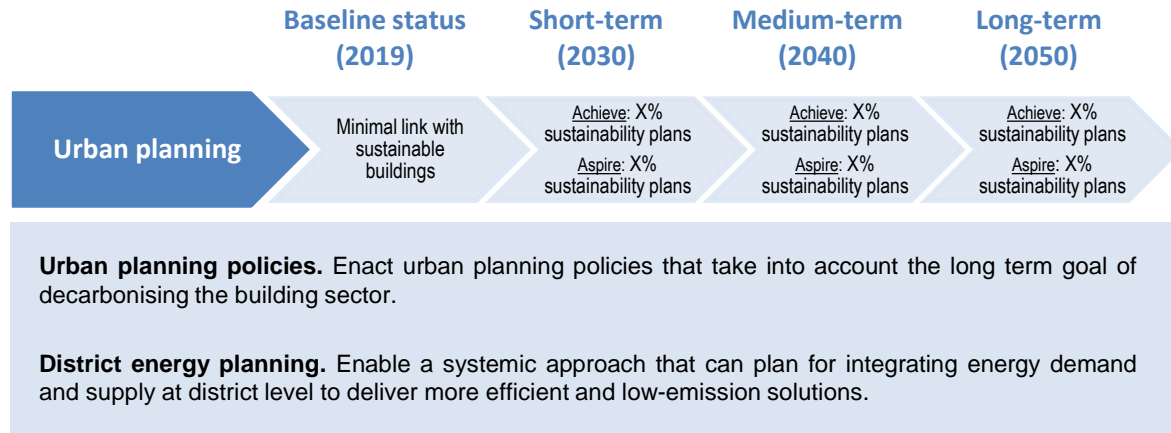 Baseline status
(2019)
Short-term
(2030)
Medium-term
(2040)
Long-term
(2050)
Urban planning
Minimal link with
sustainable
buildings
Achieve: X%
sustainability plans
Aspire: X%
sustainability plans
Achieve: X%
sustainability plans
Aspire: X%
sustainability plans
Achieve: X%
sustainability plans
Aspire: X%
sustainability plans
Urban planning policies. Enact urban planning policies that take into account the long term goal of
decarbonising the building sector.
District energy planning. Enable a systemic approach that can plan for integrating energy demand
and supply at district level to deliver more efficient and low-emission solutions.